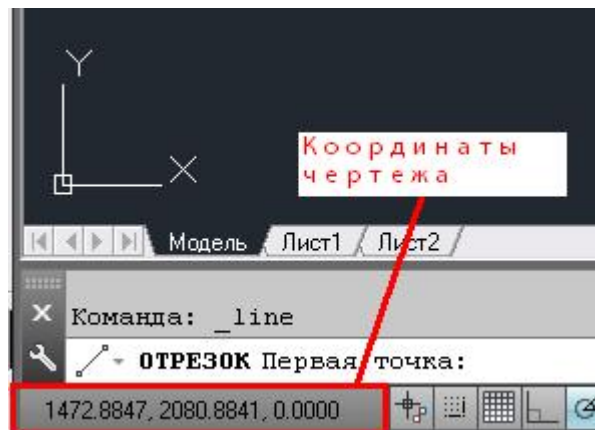 Y
X
Координаты
чертежа
Модель Лист1 Лист2
Команда: _line
ОТРЕЗОК Первая точка:
1472.8847, 2080.8841, 0.0000